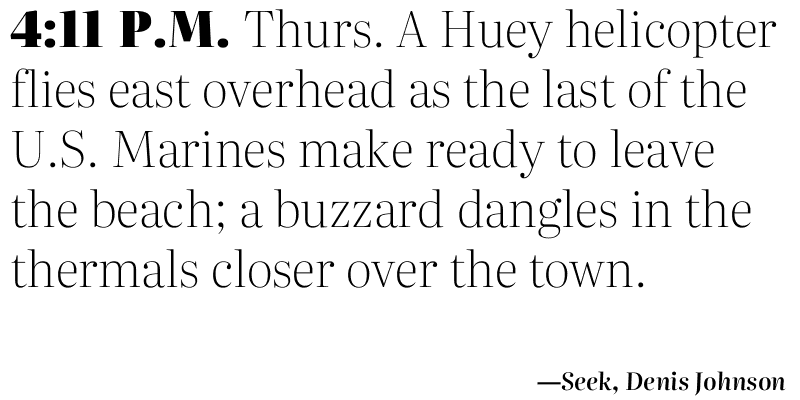 4:11 P.M. Thurs. A Huey helicopter
flies east overhead as the last of the
U.S. Marines make ready to leave
the beach; a buzzard dangles in the
thermals closer over the town.
—Seek, Denis Johnson